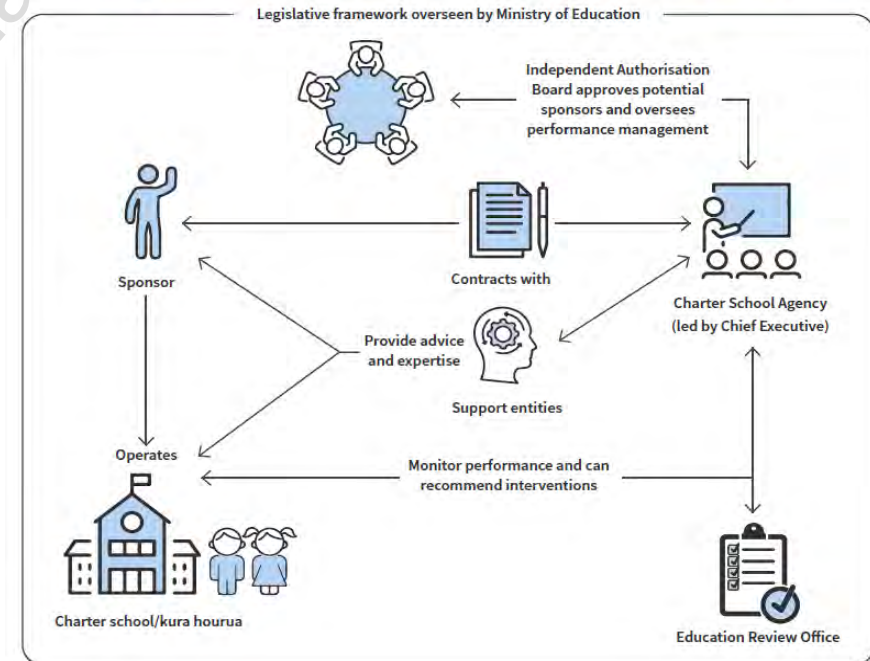 Legislative framework overseen by Ministry of Education
Independent Authorisation
Board approves potential
sponsors and oversees
performance management
Sponsor
Contracts with
Charter School Agency
(led by Chief Executive)
Provide advice
and expertise
Support entities
Operates
Monitor performance and can
recommend interventions
Charter school/kura hourua
Education Review Office